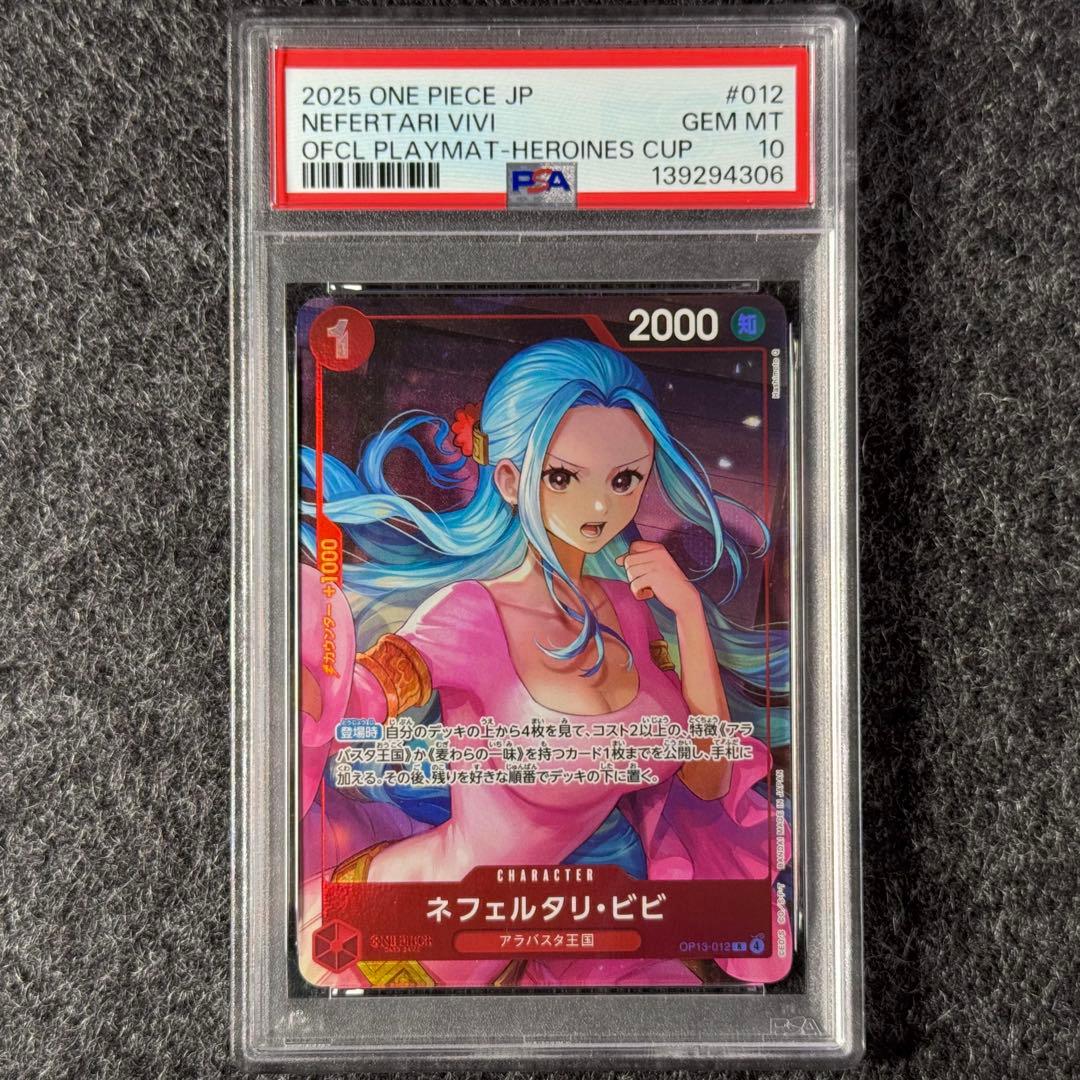 2025 ONE PIECE JP #012
NEFERTARI VIVI GEM MT
OFCL PLAYMAT-HEROINES CUP 10
PSA 139294306
1
2000 知
Hashimoto Q
カウンター +1000
登場時 自分のデッキの上から4枚を見て、コスト2以上の、特徴《アラ
バスタ王国》か《麦わらの一味》を持つカード1枚までを公開し、手札に
加える。その後、残りを好きな順番でデッキの下に置く。
CHARACTER
ネフェルタリ・ビビ
アラバスタ王国
OP13-012 R 4
BANDAI MADE IN JAPAN
PSA